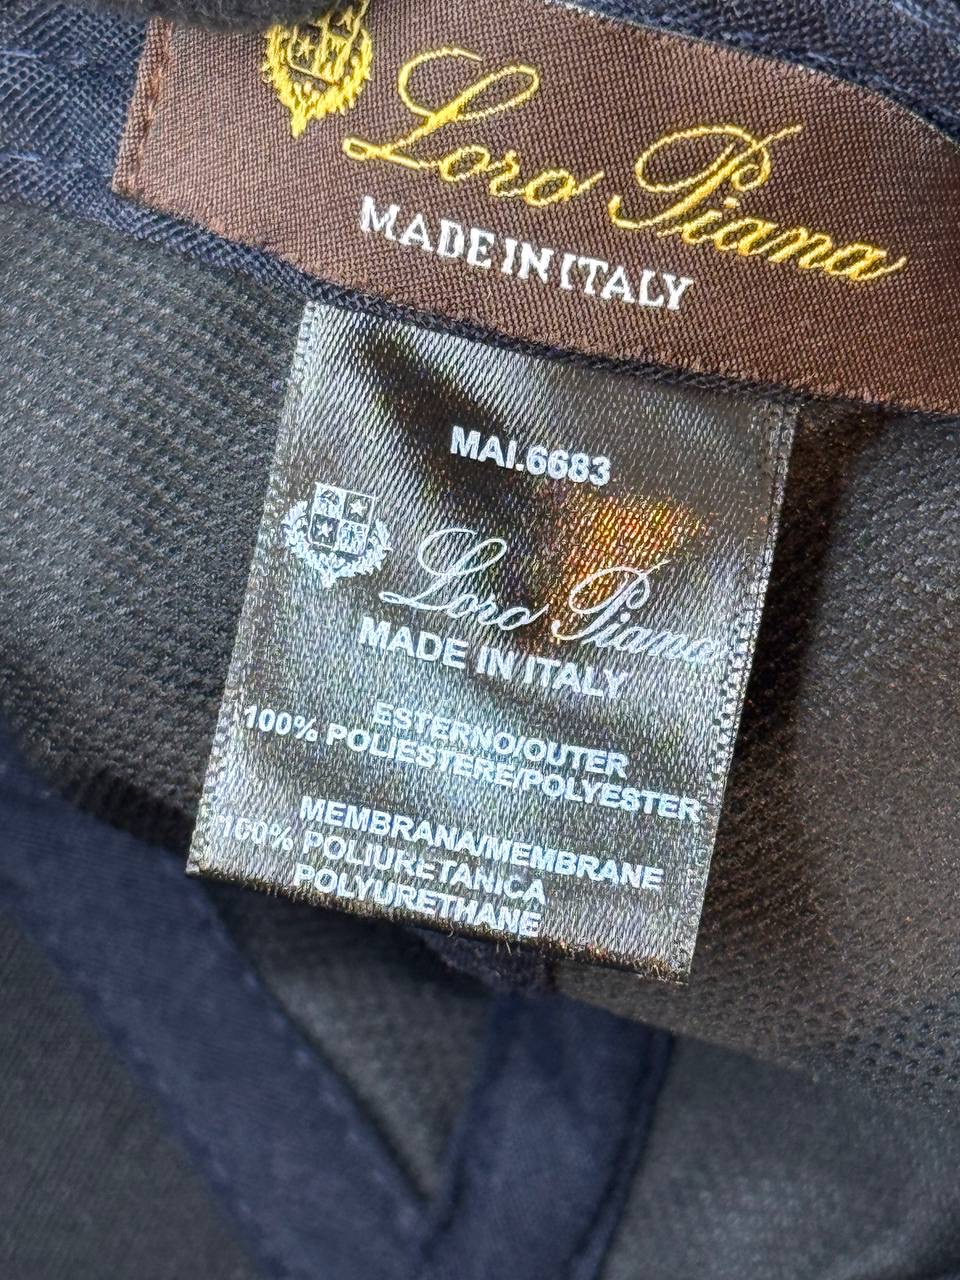 Loro Piana
MADE IN ITALY
MAI.6683
Loro Piana
MADE IN ITALY
ESTERNO/OUTER
100% POLIESTERE/POLYESTER
MEMBRANA/MEMBRANE
100% POLIURETANICA
POLYURETHANE